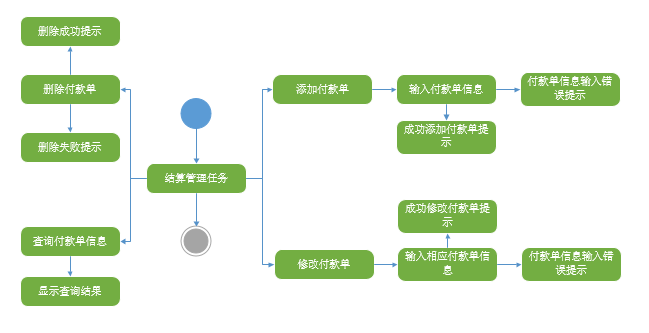 删除成功提示
删除付款单
删除失败提示
查询付款单信息
显示查询结果
结算管理任务
添加付款单
输入付款单信息
付款单信息输入错
误提示
成功添加付款单提
示
成功修改付款单提
示
修改付款单
输入相应付款单信
息
付款单信息输入错
误提示